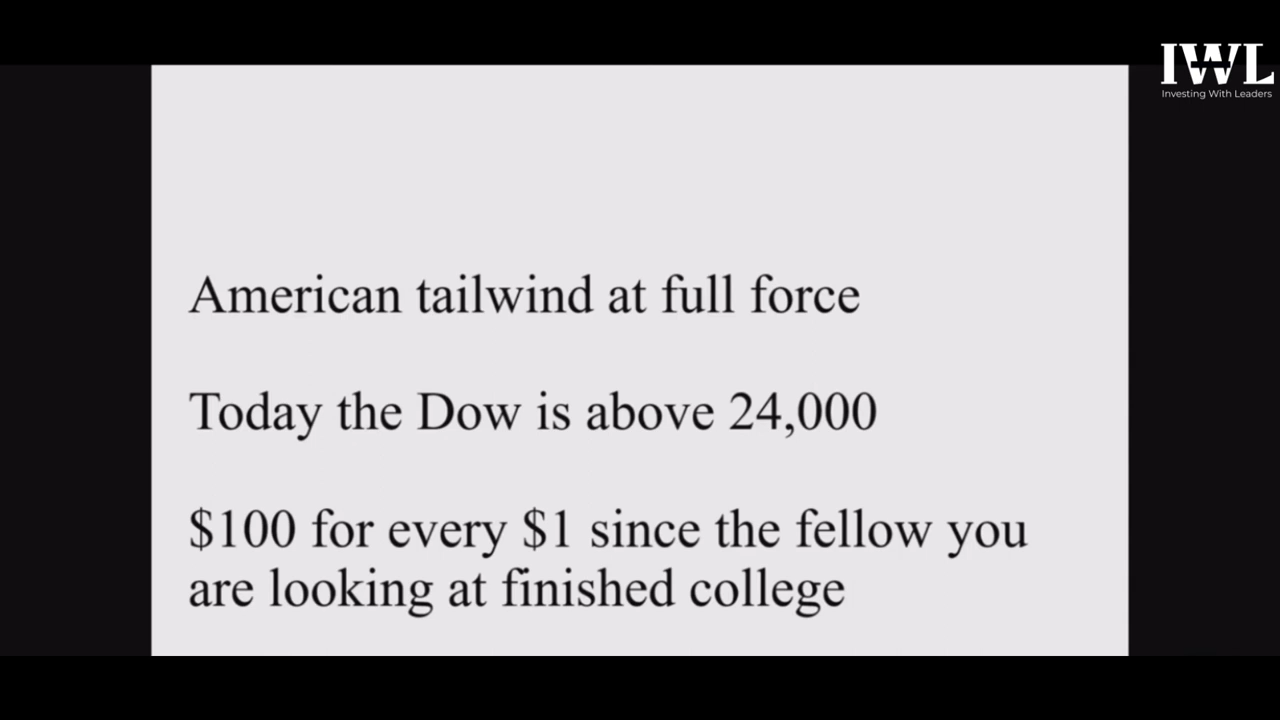 IWL
Investing With Leaders
American tailwind at full force
Today the Dow is above 24,000
$100 for every $1 since the fellow you
are looking at finished college